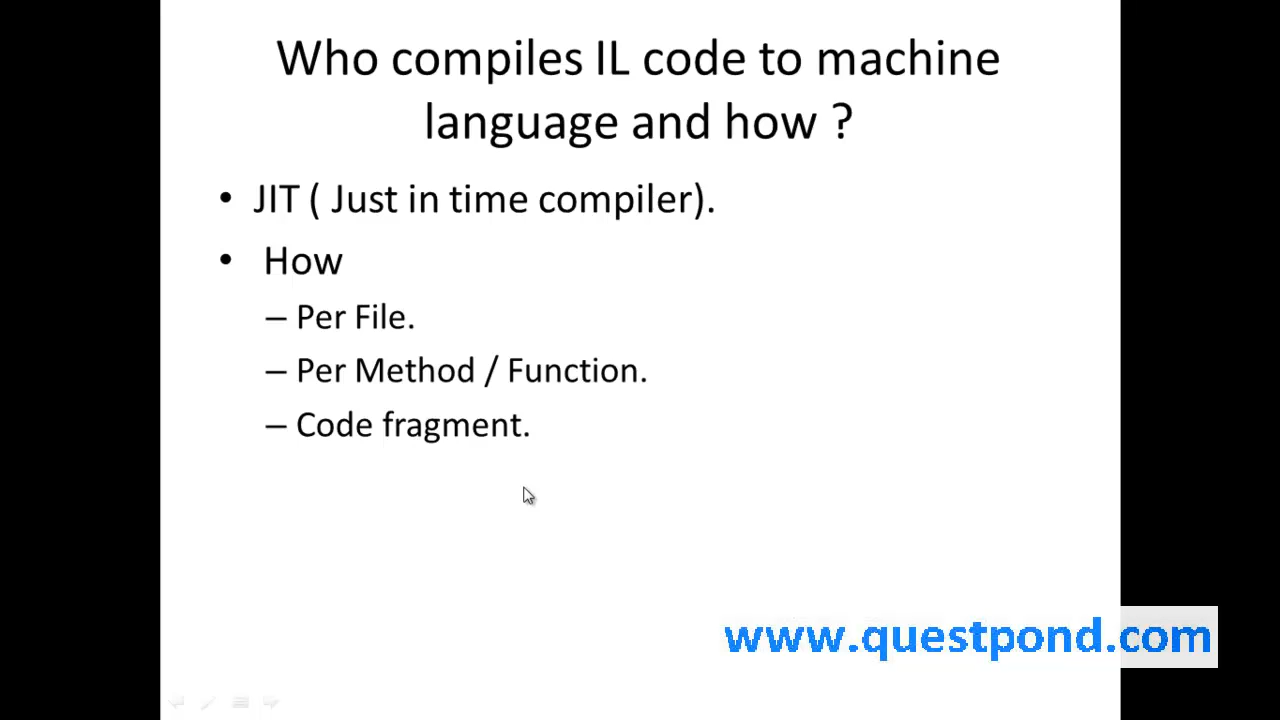 Who compiles IL code to machine
language and how ?
• JIT ( Just in time compiler).
• How
– Per File.
– Per Method / Function.
– Code fragment.
www.questpond.com